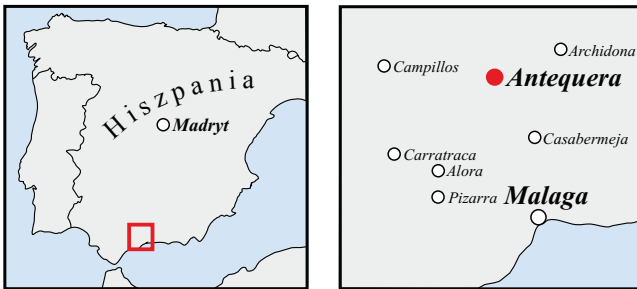 Hiszpania
Madryt
Archidona
Campillos
Antequera
Casabermeja
Carratraca
Alora
Pizarra
Malaga